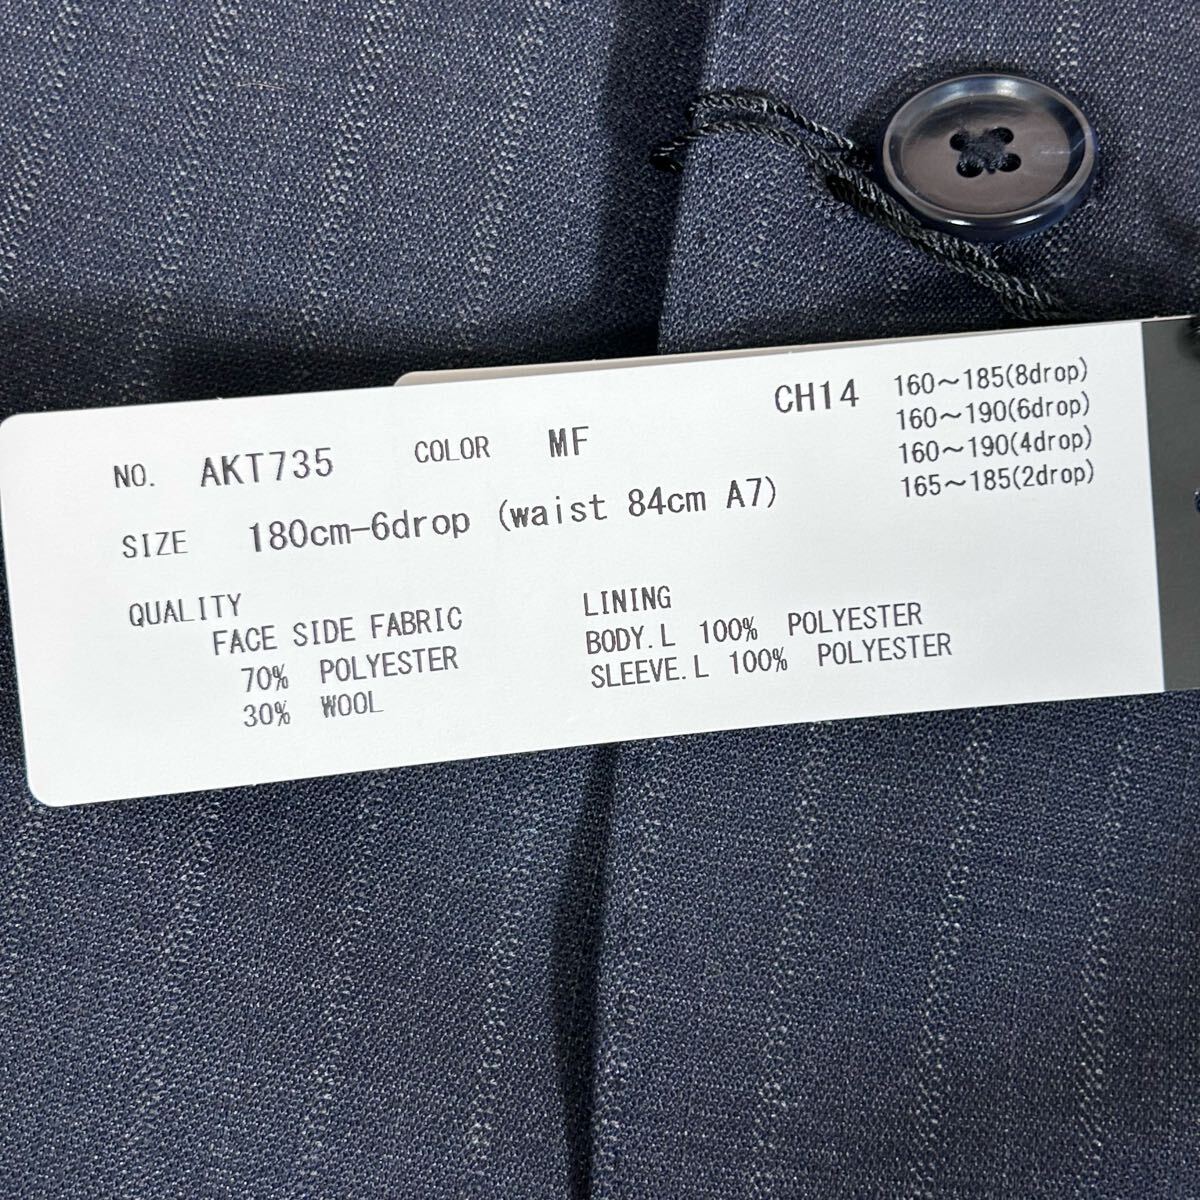 NO. AKT735 COLOR MF CH14 160～185(8drop)
160～190(6drop)
160～190(4drop)
165～185(2drop)
SIZE 180cm-6drop (waist 84cm A7)
QUALITY
FACE SIDE FABRIC
70% POLYESTER
30% WOOL
LINING
BODY.L 100% POLYESTER
SLEEVE.L 100% POLYESTER